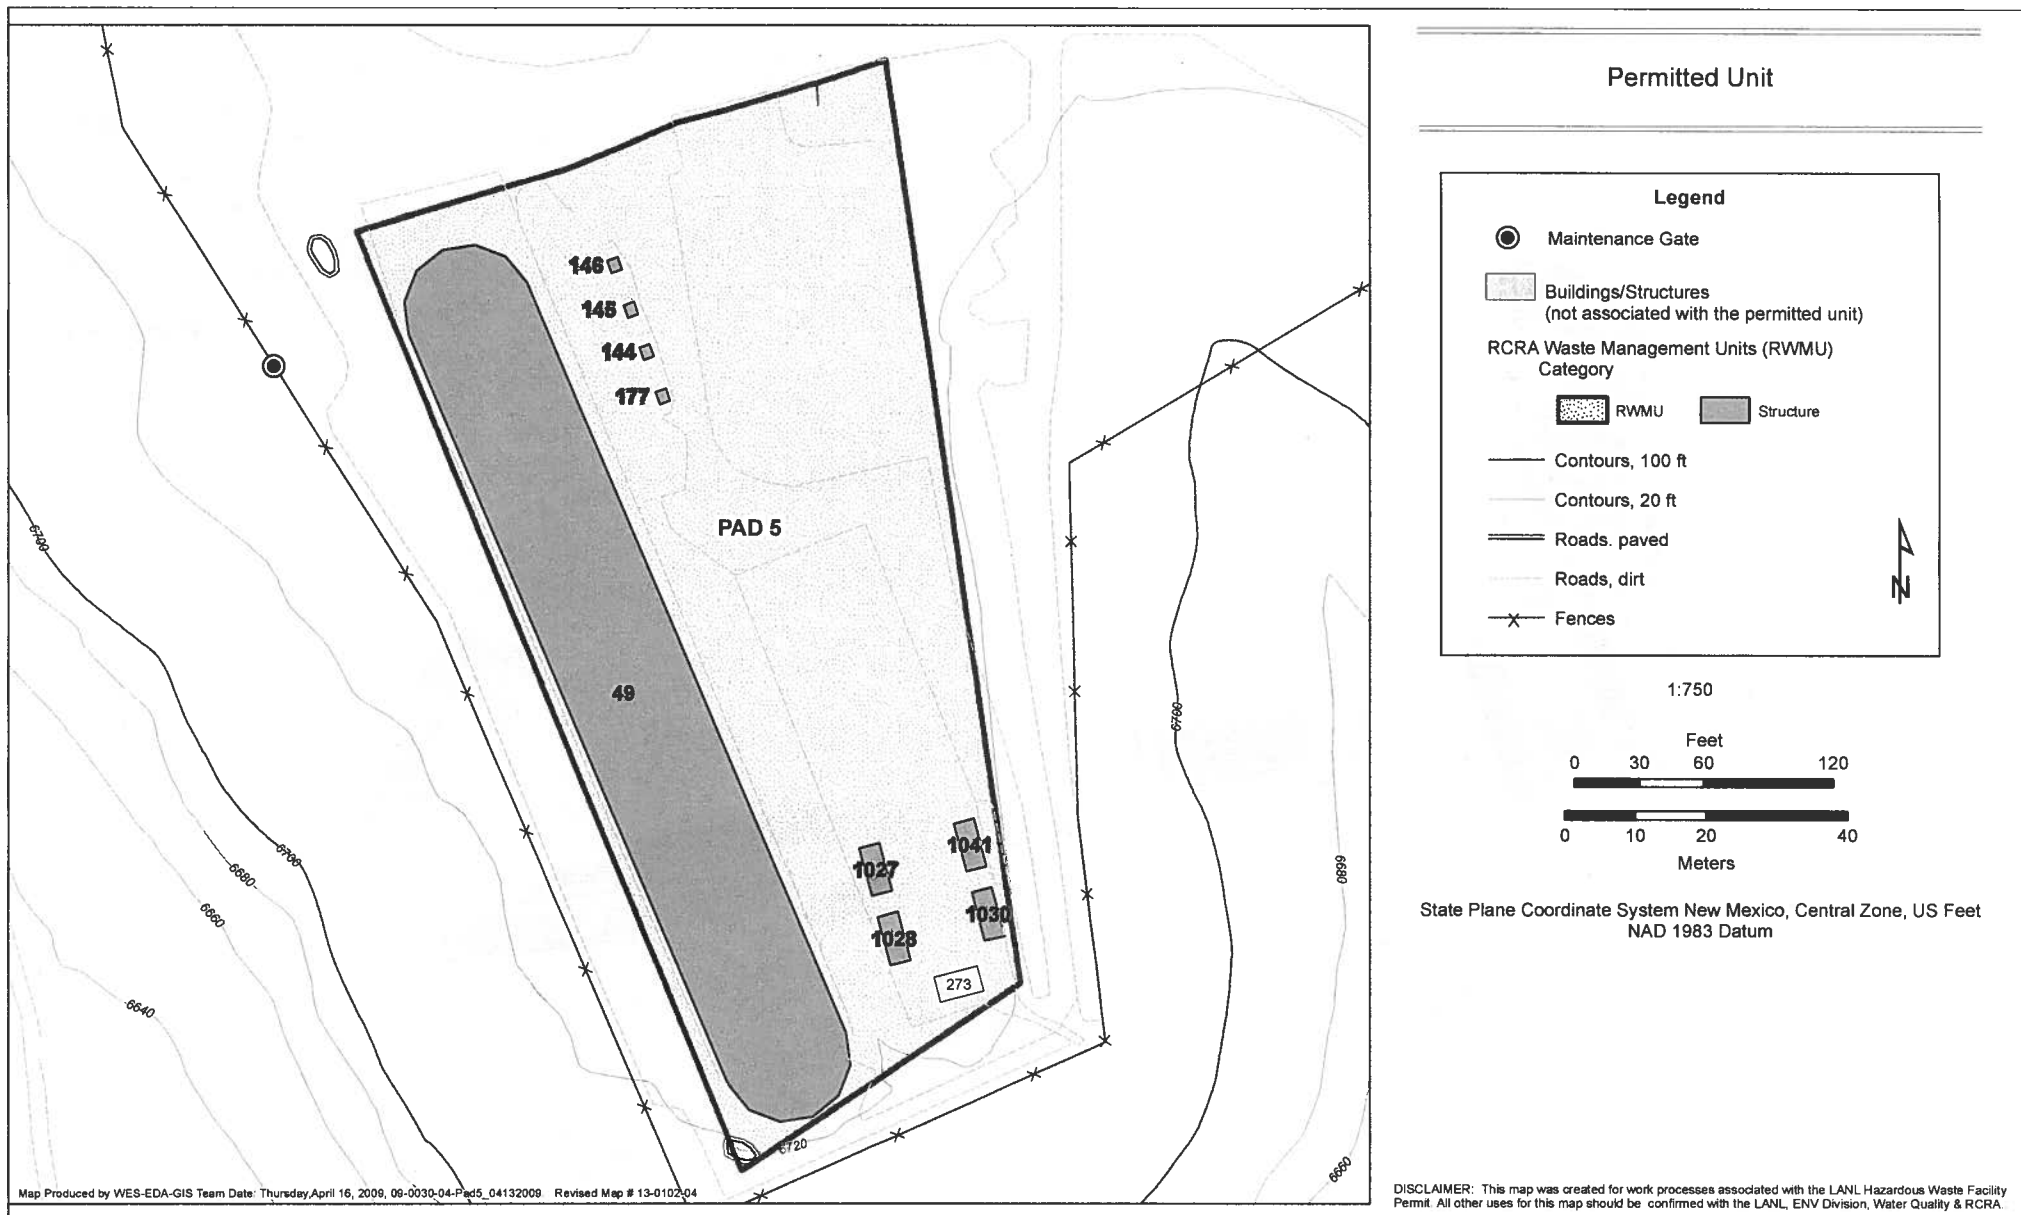 Permitted Unit
Legend
Maintenance Gate
Buildings/Structures
(not associated with the permitted unit)
RCRA Waste Management Units (RWMU)
Category
RWMU
Structure
Contours, 100 ft
Contours, 20 ft
Roads. paved
Roads, dirt
Fences
N
1:750
Feet
0 30 60 120
0 10 20 40
Meters
State Plane Coordinate System New Mexico, Central Zone, US Feet
NAD 1983 Datum
146
145
144
177
PAD 5
49
1027
1041
1028
1030
273
6700
6700
6680
6660
6640
6720
6700
6680
6660
Map Produced by WES-EDA-GIS Team Date: Thursday,April 16, 2009, 09-0030-04-Pad5_04132009 Revised Map # 13-0102-04
DISCLAIMER: This map was created for work processes associated with the LANL Hazardous Waste Facility
Permit. All other uses for this map should be confirmed with the LANL, ENV Division, Water Quality & RCRA.